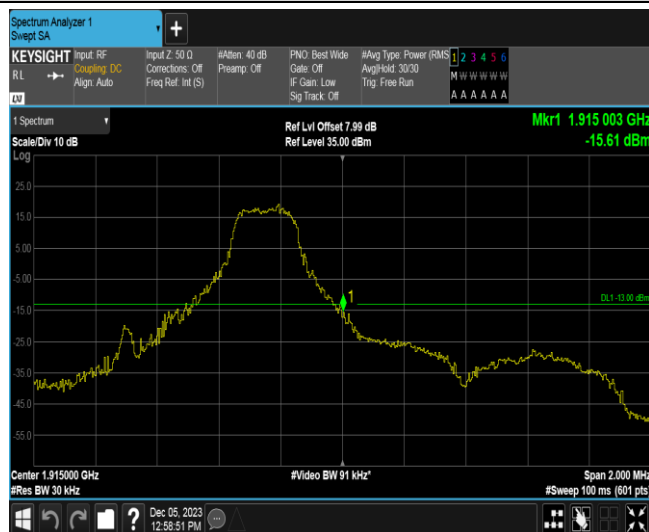 Spectrum Analyzer 1
Swept SA
+
KEYSIGHT
RL
Input: RF
Coupling: DC
Align: Auto
Input Z: 50 Ω
Corrections: Off
Freq Ref: Int (S)
#Atten: 40 dB
Preamp: Off
PNO: Best Wide
Gate: Off
IF Gain: Low
Sig Track: Off
#Avg Type: Power (RMS
Avg|Hold: 30/30
Trig: Free Run
1 2 3 4 5 6
M W W W W W
A A A A A A
LXI
1 Spectrum
Scale/Div 10 dB
Ref Lvl Offset 7.99 dB
Ref Level 35.00 dBm
Mkr1 1.915 003 GHz
-15.61 dBm
Log
25.0
15.0
5.00
-5.00
-15.0
-25.0
-35.0
-45.0
-55.0
1
DL1 -13.00 dBm
Center 1.915000 GHz
#Res BW 30 kHz
#Video BW 91 kHz*
Span 2.000 MHz
#Sweep 100 ms (601 pts)
?
Dec 05, 2023
12:58:51 PM